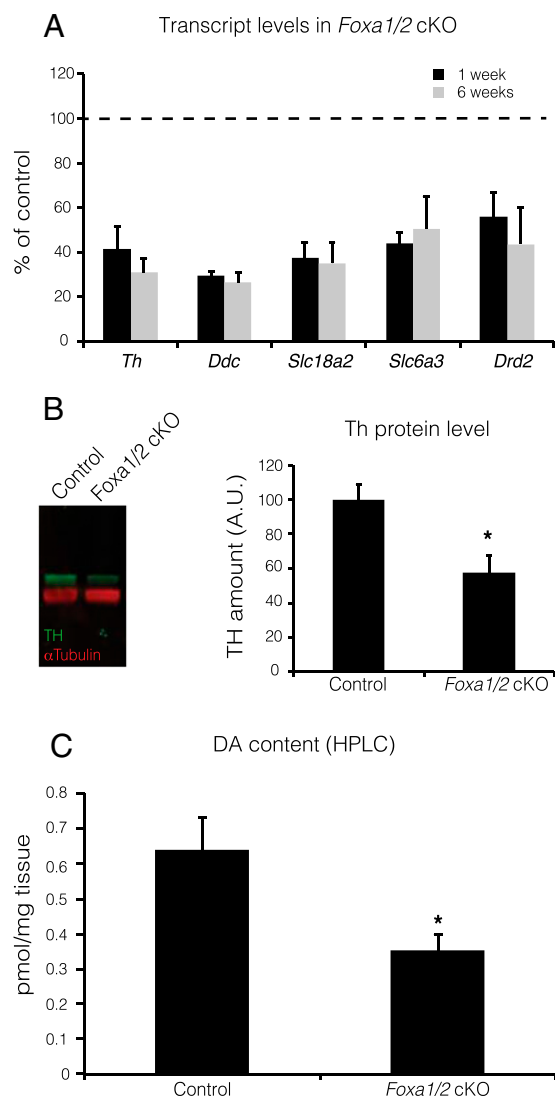 A
Transcript levels in Foxa1/2 cKO
1 week
6 weeks
% of control
120
100
80
60
40
20
0
Th Ddc Slc18a2 Slc6a3 Drd2
B
Control
Foxa1/2 cKO
TH
αTubulin
Th protein level
TH amount (A.U.)
120
100
80
60
40
20
0
*
Control Foxa1/2 cKO
C
DA content (HPLC)
pmol/mg tissue
0.8
0.7
0.6
0.5
0.4
0.3
0.2
0.1
0
*
Control Foxa1/2 cKO